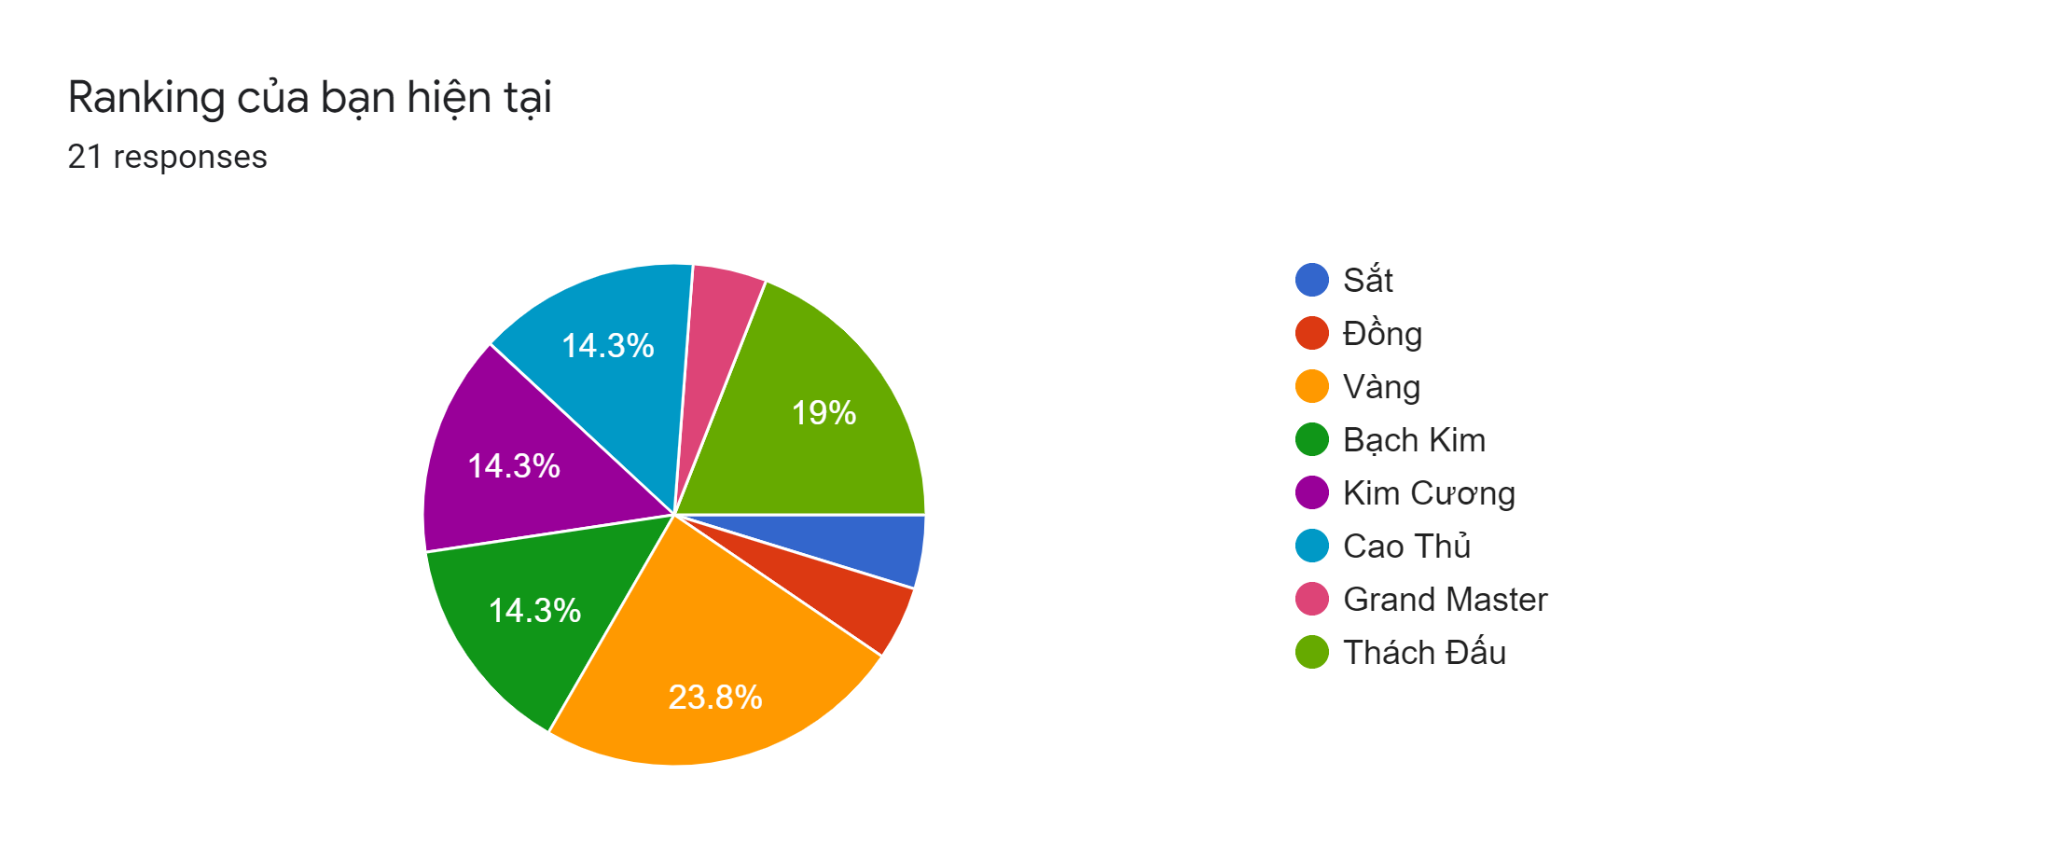 Ranking của bạn hiện tại
21 responses
14.3%
19%
14.3%
14.3%
23.8%
Sắt
Đồng
Vàng
Bạch Kim
Kim Cương
Cao Thủ
Grand Master
Thách Đấu